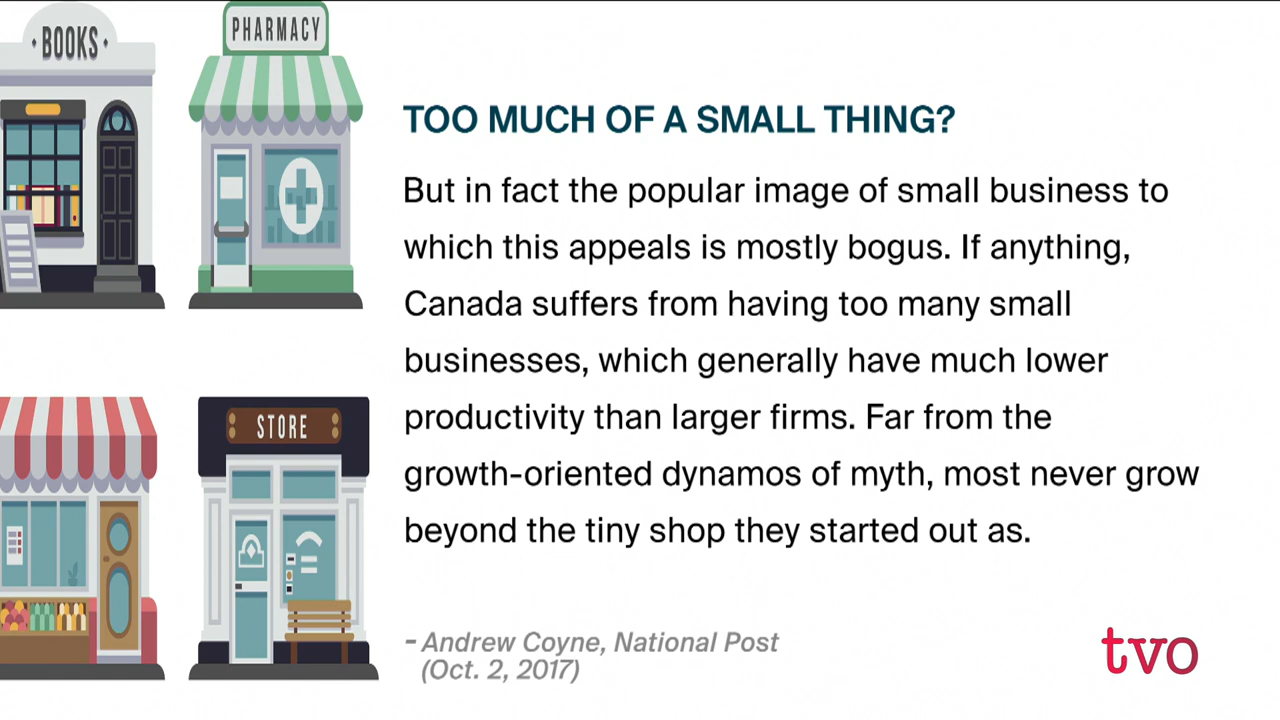 BOOKS
PHARMACY
TOO MUCH OF A SMALL THING?
But in fact the popular image of small business to
which this appeals is mostly bogus. If anything,
Canada suffers from having too many small
businesses, which generally have much lower
productivity than larger firms. Far from the
growth-oriented dynamos of myth, most never grow
beyond the tiny shop they started out as.
STORE
- Andrew Coyne, National Post
(Oct. 2, 2017)
tvo